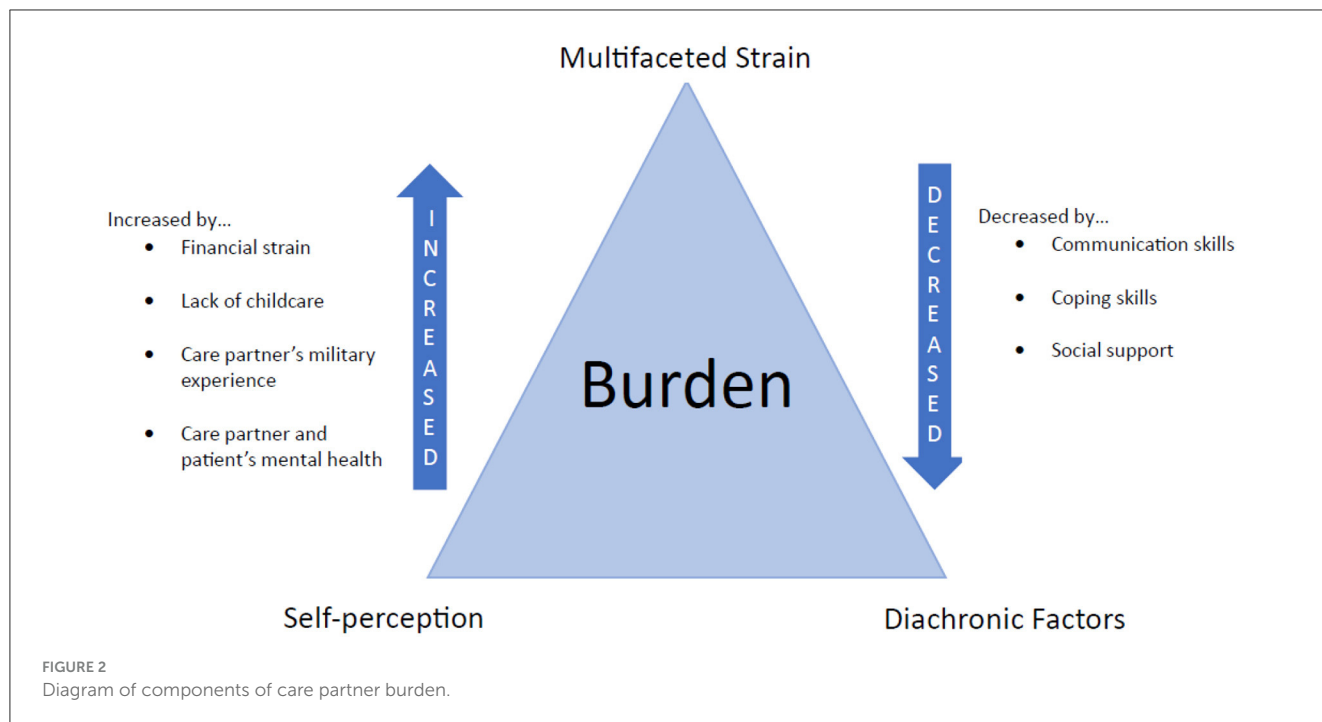 Multifaceted Strain
Increased by...
• Financial strain
• Lack of childcare
• Care partner's military
experience
• Care partner and
patient's mental health
INCREASED
Burden
DECREASED
Decreased by...
• Communication skills
• Coping skills
• Social support
Self-perception
Diachronic Factors
FIGURE 2
Diagram of components of care partner burden.